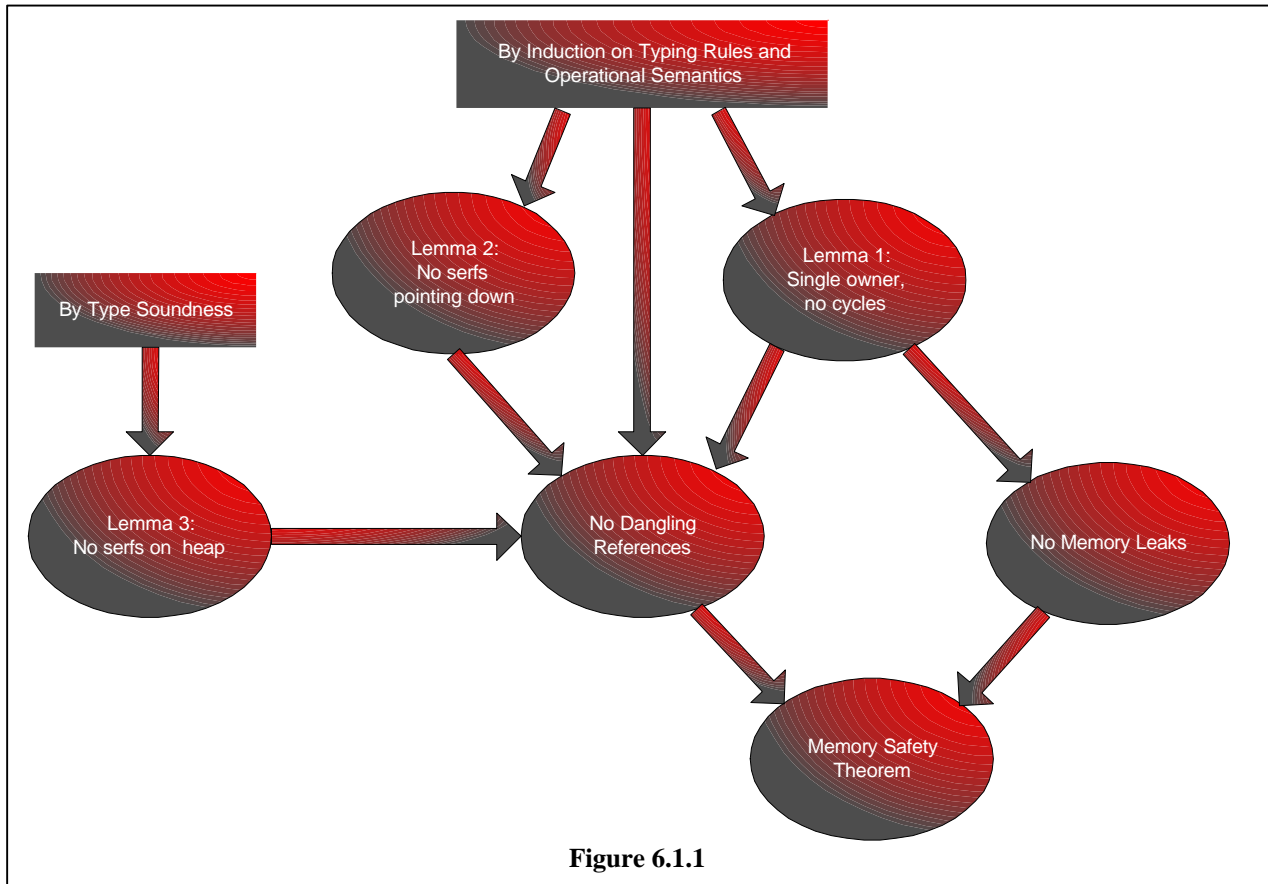 By Induction on Typing Rules and
Operational Semantics
Lemma 2:
No serfs
pointing down
Lemma 1:
Single owner,
no cycles
By Type Soundness
Lemma 3:
No serfs on heap
No Dangling
References
No Memory Leaks
Memory Safety
Theorem
Figure 6.1.1